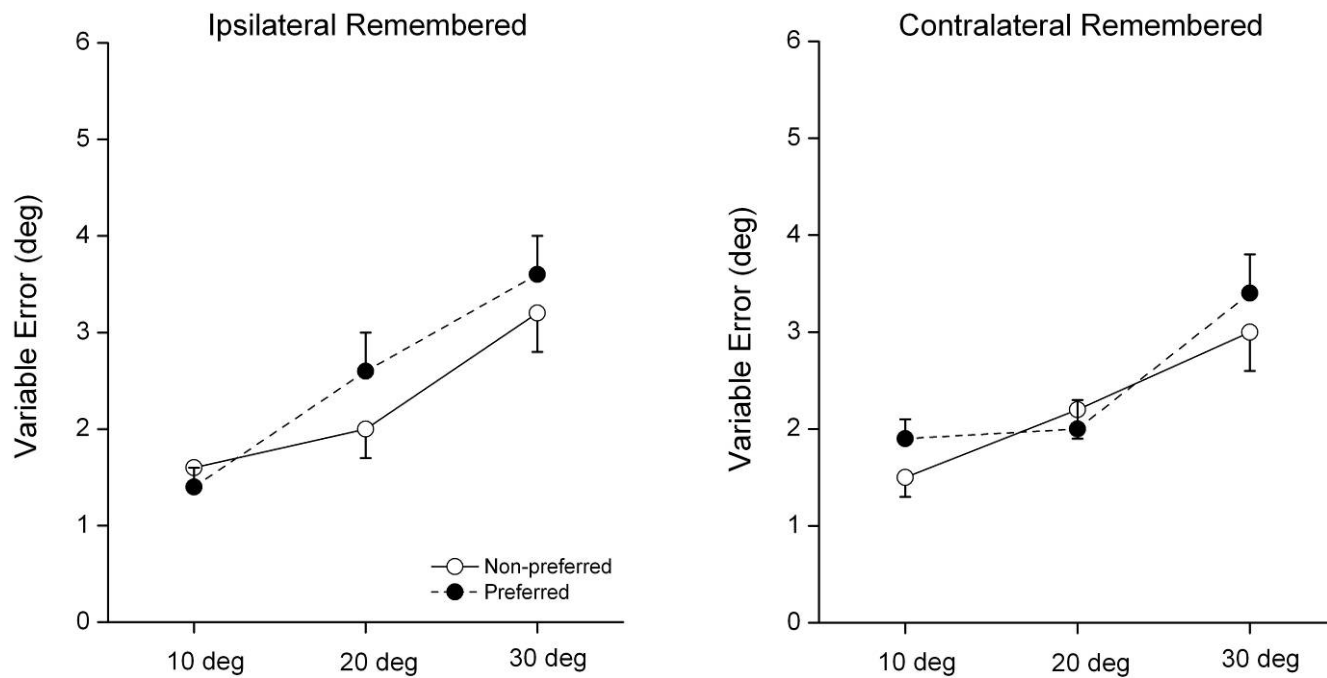 Ipsilateral Remembered
6
5
4
3
2
1
0
Variable Error (deg)
10 deg
20 deg
30 deg
Non-preferred
Preferred
Contralateral Remembered
6
5
4
3
2
1
0
Variable Error (deg)
10 deg
20 deg
30 deg